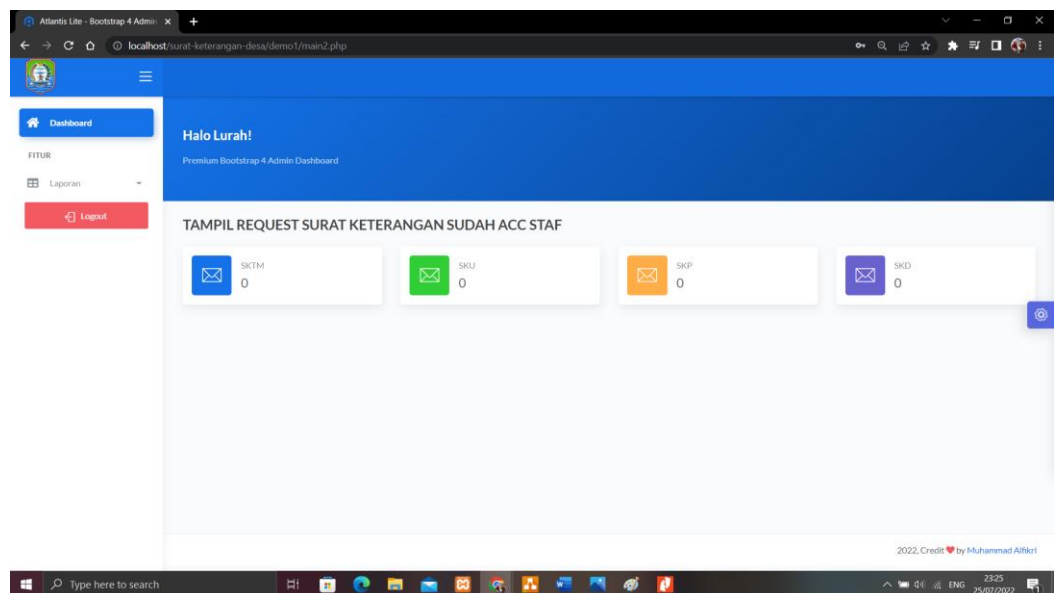 Atlantis Lite - Bootstrap 4 Admin
localhost/surat-keterangan-desa/demo1/main2.php
Dashboard
FITUR
Laporan
Logout
Halo Lurah!
Premium Bootstrap 4 Admin Dashboard
TAMPIL REQUEST SURAT KETERANGAN SUDAH ACC STAF
SKTM
0
SKU
0
SKP
0
SKD
0
2022, Credit ❤ by Muhammad Alfikri
Type here to search
ENG
23:25
25/07/2022